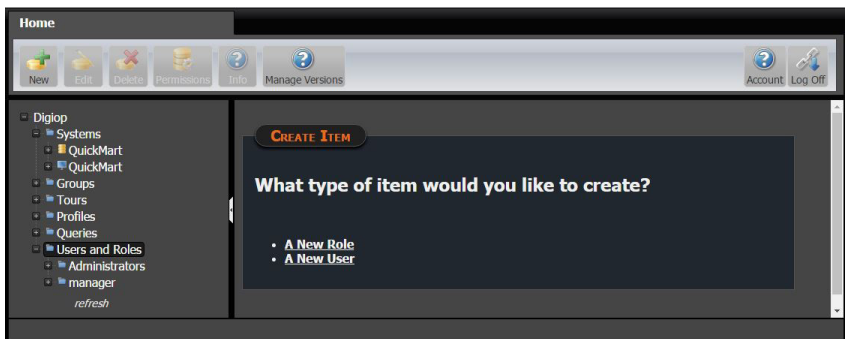 Home
New Edit Delete Permissions Info Manage Versions Account Log Off
Digiop
Systems
QuickMart
QuickMart
Groups
Tours
Profiles
Queries
Users and Roles
Administrators
manager
refresh
CREATE ITEM
What type of item would you like to create?
• A New Role
• A New User